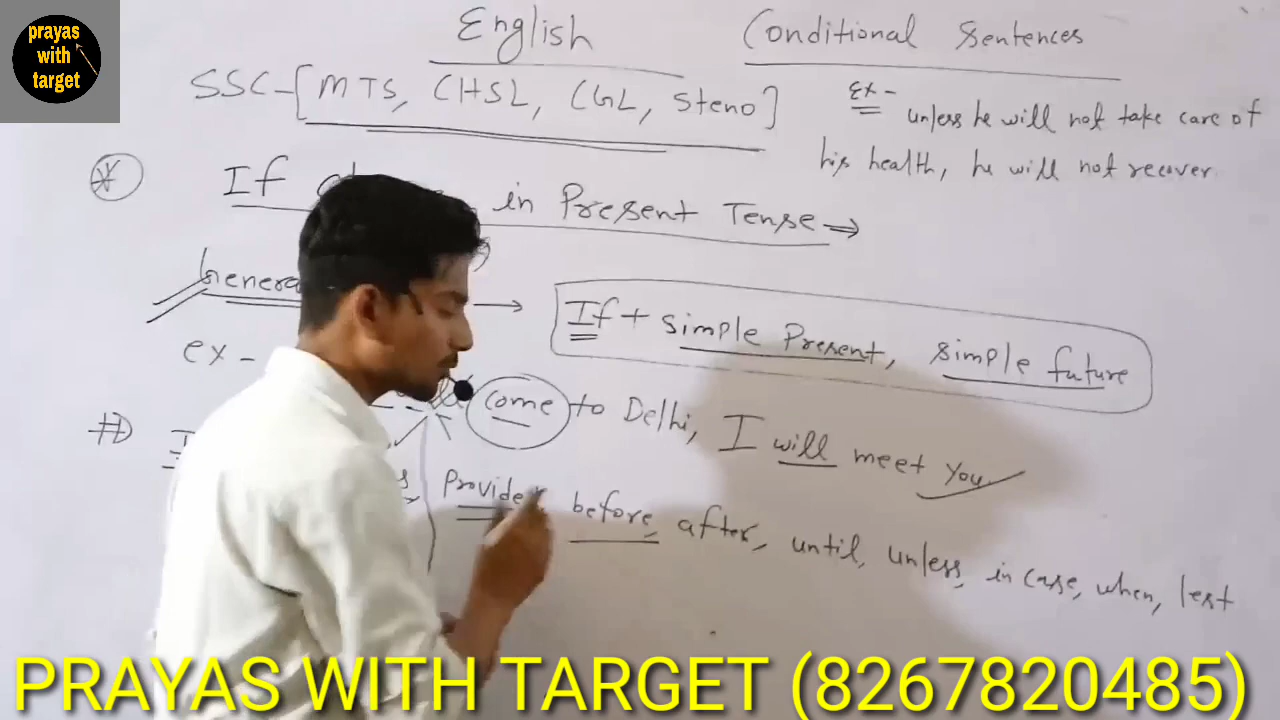 prayas
with
target
English
Conditional Sentences
SSC-[MTS, CHSL, CGL, Steno]
Ex-
unless he will not take care of
his health, he will not recover.
If in Present Tense →
→ If + simple Present, simple future
ex-
come to Delhi, I will meet you.
before, after, until, unless, in case, when, lest
PRAYAS WITH TARGET (8267820485)